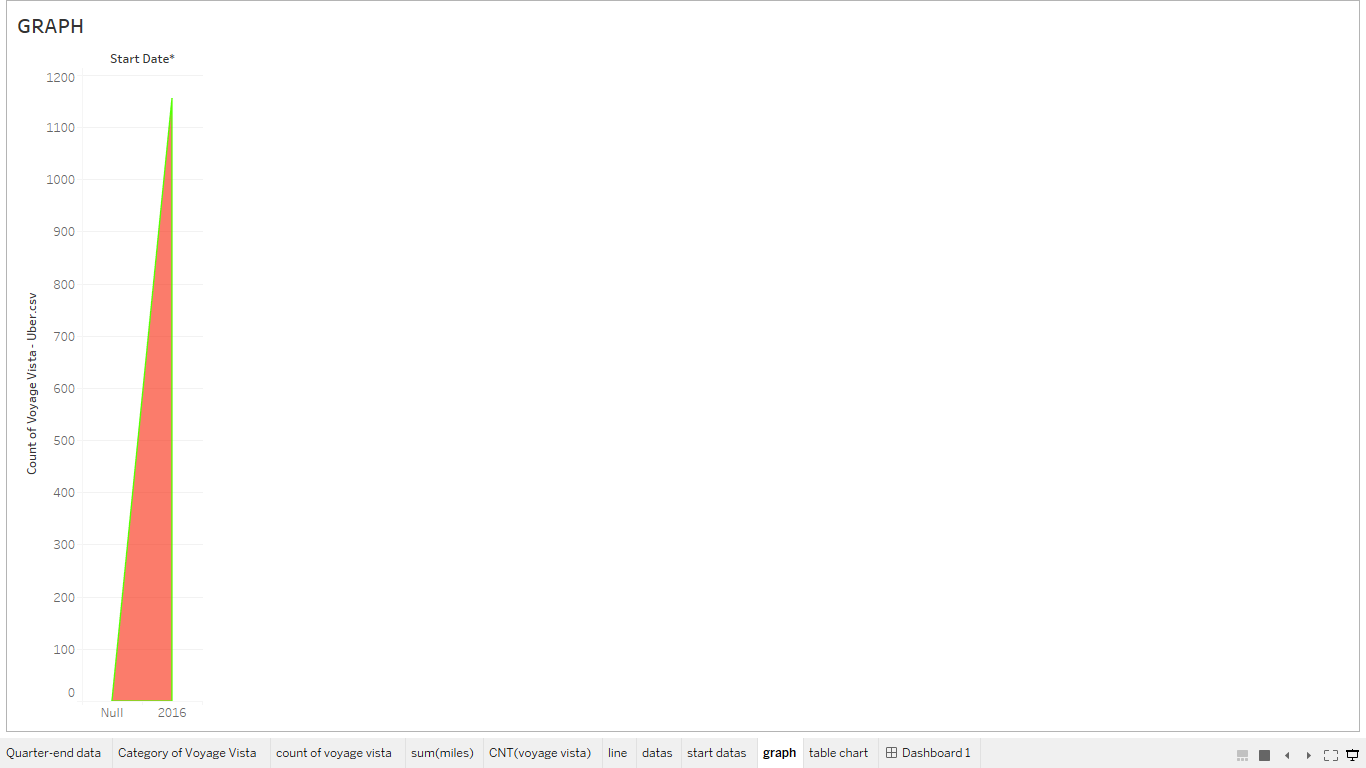 GRAPH
Start Date*
1200
1100
1000
900
800
700
600
500
400
300
200
100
0
Count of Voyage Vista - Uber.csv
Null 2016
Quarter-end data Category of Voyage Vista count of voyage vista sum(miles) CNT(voyage vista) line datas start datas graph table chart Dashboard 1